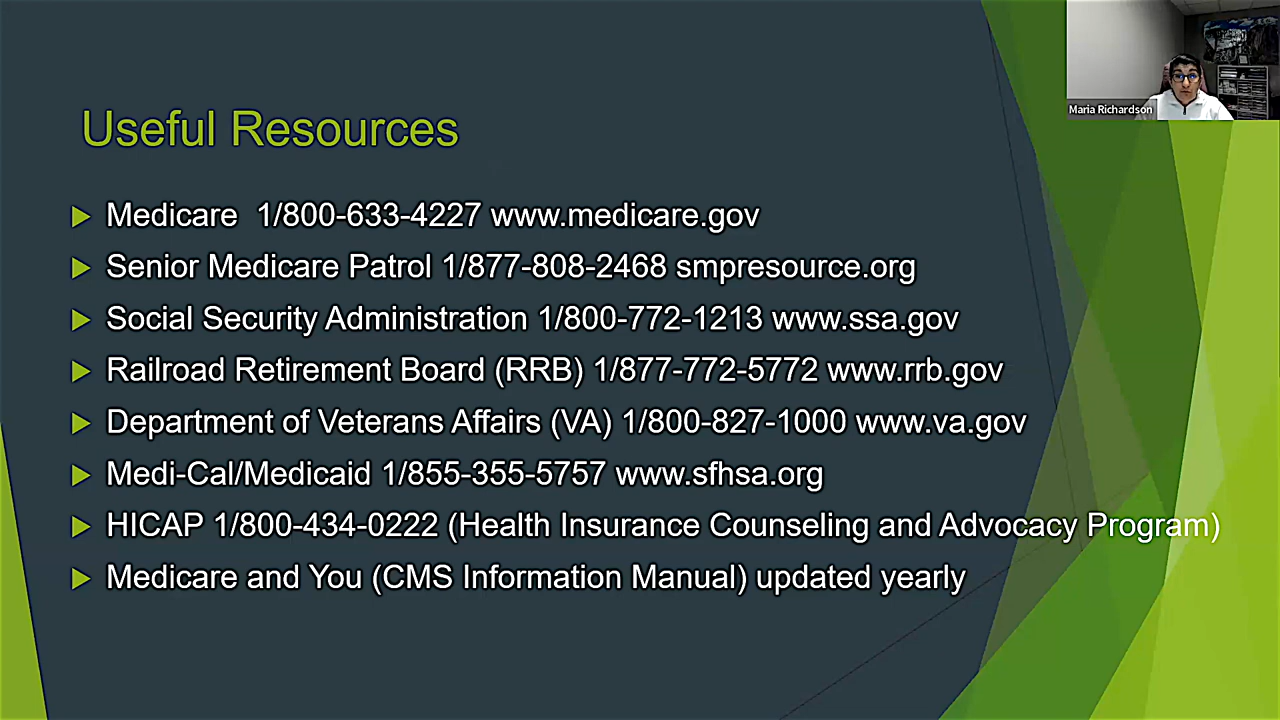 Maria Richardson
Useful Resources
Medicare  1/800-633-4227 www.medicare.gov
Senior Medicare Patrol 1/877-808-2468 smpresource.org
Social Security Administration 1/800-772-1213 www.ssa.gov
Railroad Retirement Board (RRB) 1/877-772-5772 www.rrb.gov
Department of Veterans Affairs (VA) 1/800-827-1000 www.va.gov
Medi-Cal/Medicaid 1/855-355-5757 www.sfhsa.org
HICAP 1/800-434-0222 (Health Insurance Counseling and Advocacy Program)
Medicare and You (CMS Information Manual) updated yearly